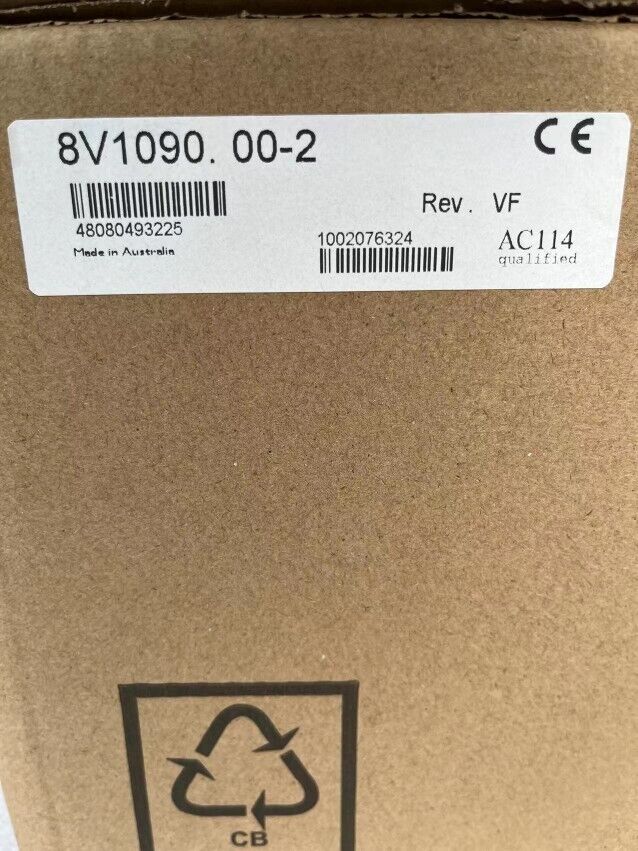 8V1090. 00-2
CE
48080493225
Rev. VF
Made in Australia
1002076324
AC114
qualified
CB